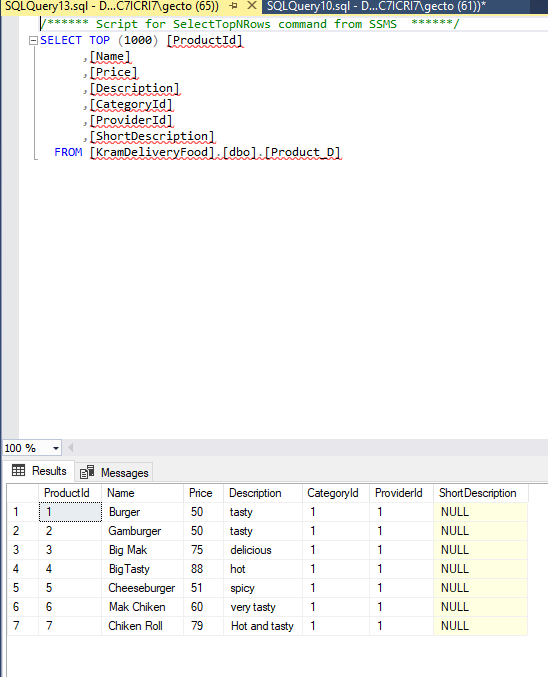 SQLQuery13.sql - D...C7ICRI7\gecto (65)) SQLQuery10.sql - D...C7ICRI7\gecto (61))*
/****** Script for SelectTopNRows command from SSMS  ******/
SELECT TOP (1000) [ProductId]
,[Name]
,[Price]
,[Description]
,[CategoryId]
,[ProviderId]
,[ShortDescription]
FROM [KramDeliveryFood].[dbo].[Product_D]
100 %
Results Messages
ProductId Name Price Description CategoryId ProviderId ShortDescription
1 1 Burger 50 tasty 1 1 NULL
2 2 Gamburger 50 tasty 1 1 NULL
3 3 Big Mak 75 delicious 1 1 NULL
4 4 BigTasty 88 hot 1 1 NULL
5 5 Cheeseburger 51 spicy 1 1 NULL
6 6 Mak Chiken 60 very tasty 1 1 NULL
7 7 Chiken Roll 79 Hot and tasty 1 1 NULL